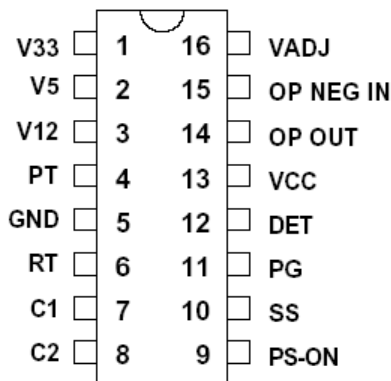 V33 1 16 VADJ
V5 2 15 OP NEG IN
V12 3 14 OP OUT
PT 4 13 VCC
GND 5 12 DET
RT 6 11 PG
C1 7 10 SS
C2 8 9 PS-ON